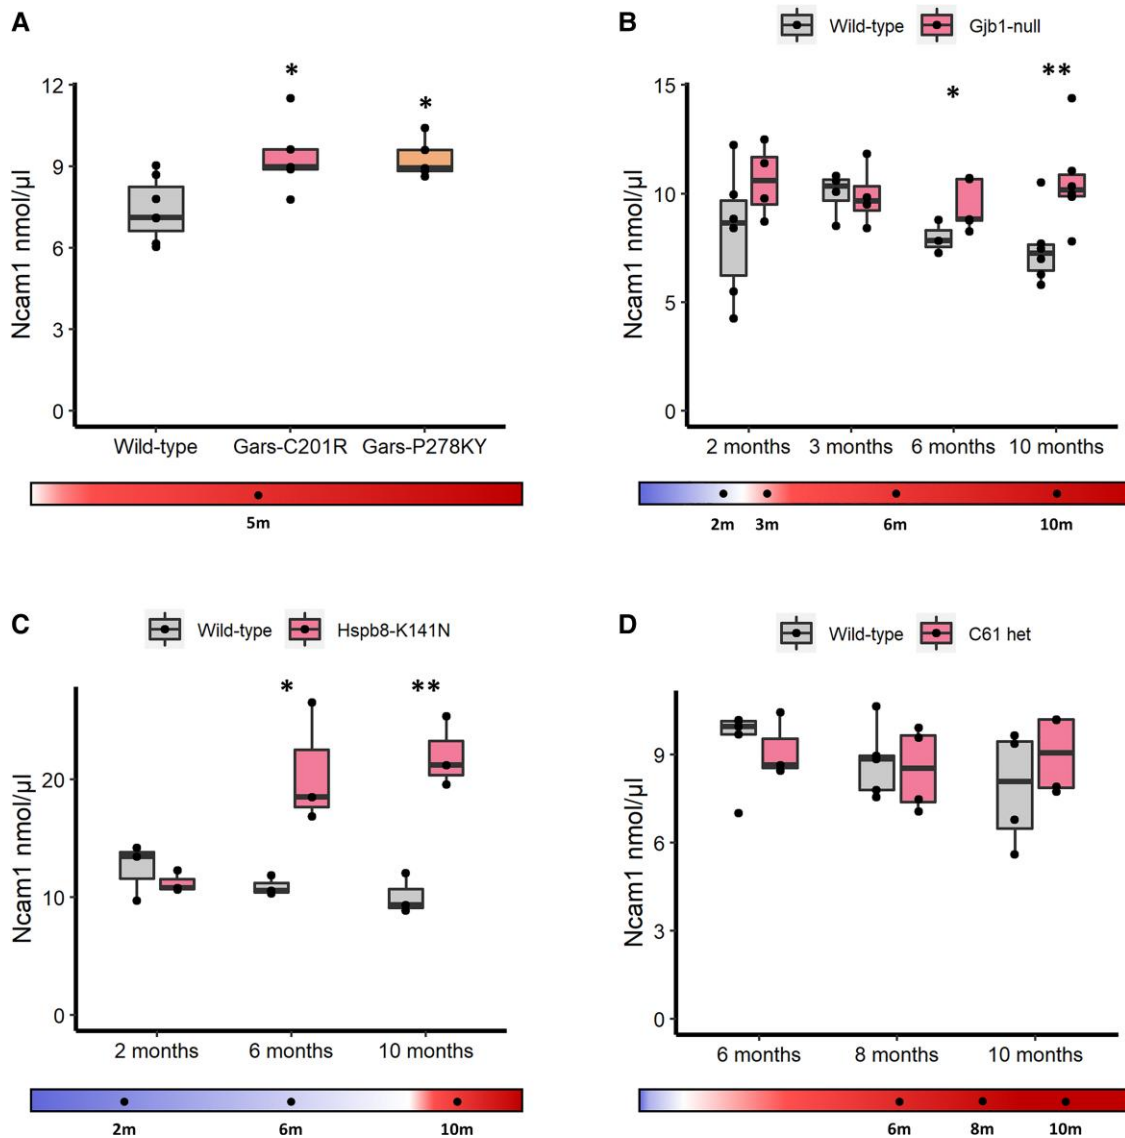 A
Ncam1 nmol/µl
12
*
*
9
6
3
0
Wild-type Gars-C201R Gars-P278KY
5m
B
Wild-type Gjb1-null
Ncam1 nmol/µl
15
**
*
10
5
0
2 months 3 months 6 months 10 months
2m 3m 6m 10m
C
Wild-type Hspb8-K141N
Ncam1 nmol/µl
* **
20
10
0
2 months 6 months 10 months
2m 6m 10m
D
Wild-type C61 het
Ncam1 nmol/µl
9
6
3
0
6 months 8 months 10 months
6m 8m 10m